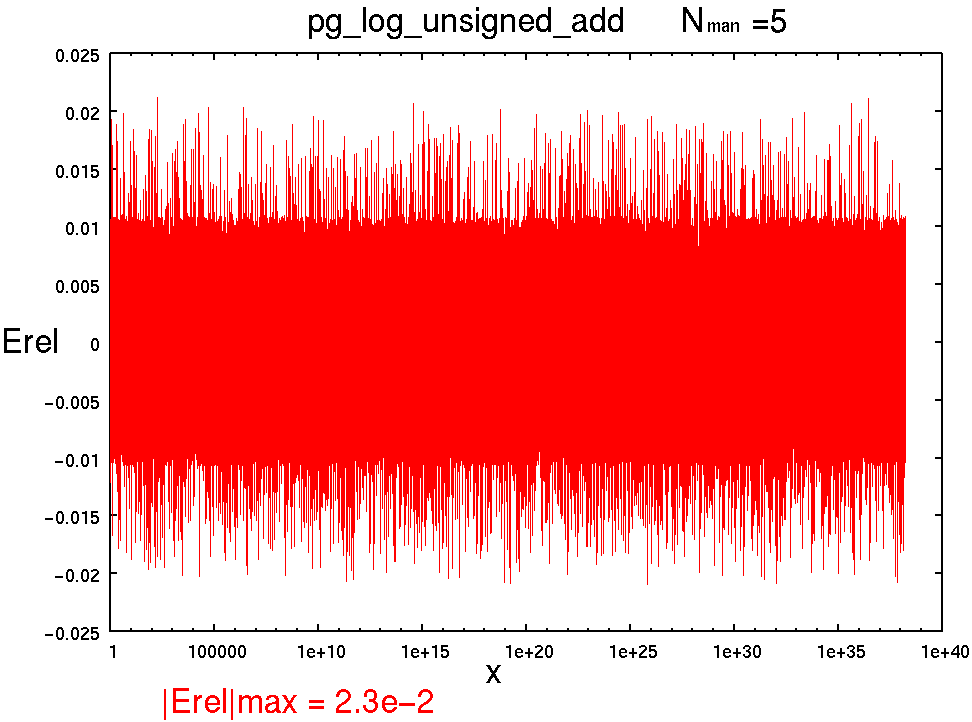 pg_log_unsigned_add Nman =5
0.025
0.02
0.015
0.01
0.005
Erel 0
−0.005
−0.01
−0.015
−0.02
−0.025
1 100000 1e+10 1e+15 1e+20 1e+25 1e+30 1e+35 1e+40
X
|Erel|max = 2.3e−2